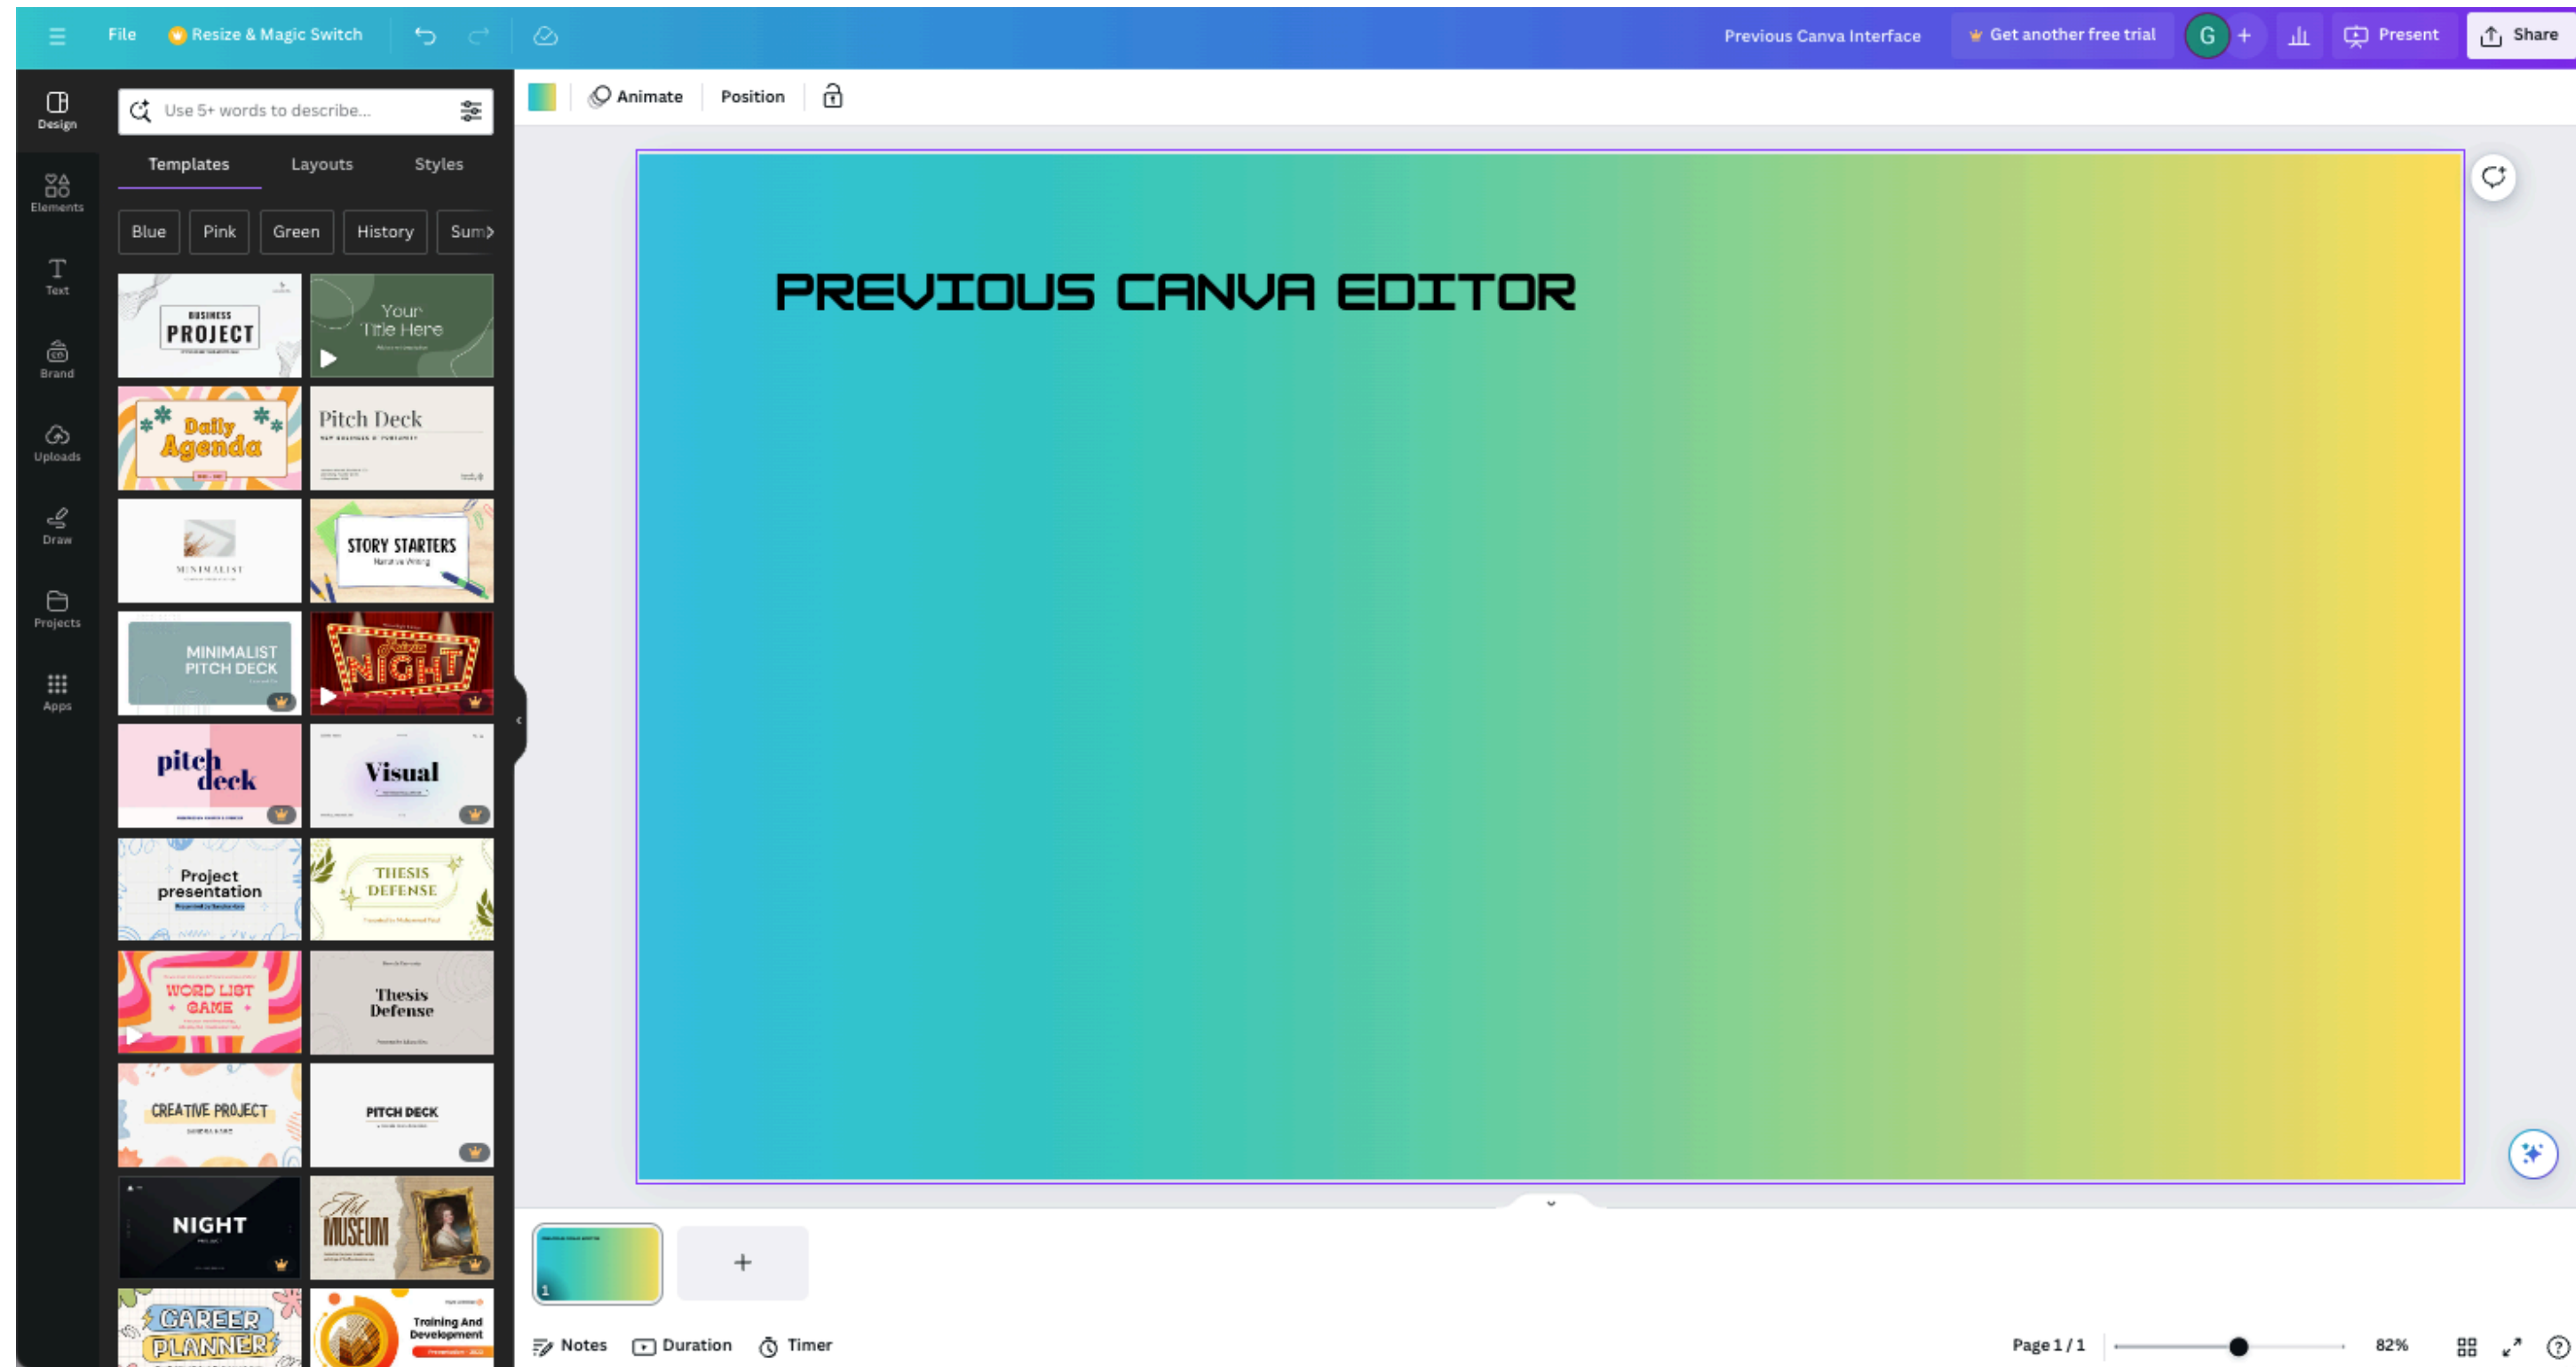 File Resize & Magic Switch Previous Canva Interface Get another free trial G + Present Share
Design
Elements
Text
Brand
Uploads
Draw
Projects
Apps
Use 5+ words to describe...
Templates Layouts Styles
Blue Pink Green History Sum
BUSINESS
PROJECT
Your
Title Here
Daily
Agenda
Pitch Deck
MINIMALIST
STORY STARTERS
Narrative Writing
MINIMALIST
PITCH DECK
Trivia
NIGHT
pitch
deck
Visual
Project
presentation
THESIS
DEFENSE
WORD LIST
GAME
Thesis
Defense
CREATIVE PROJECT
PITCH DECK
NIGHT
Art
MUSEUM
CAREER
PLANNER
Training And
Development
Animate Position
PREVIOUS CANVA EDITOR
1
+
Notes Duration Timer
Page 1 / 1 82%